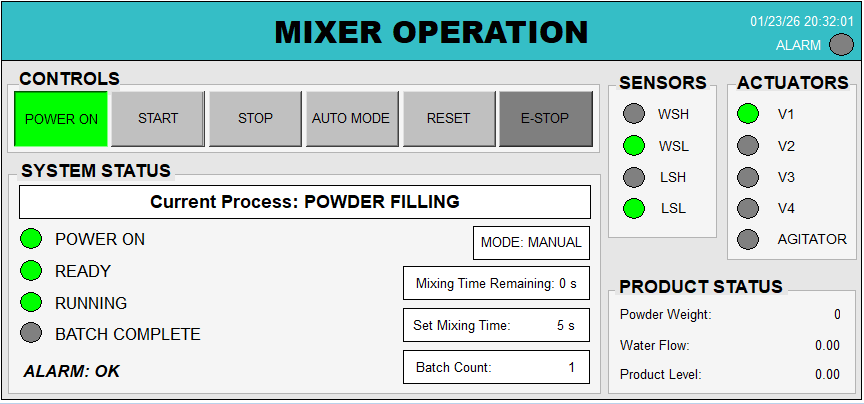 MIXER OPERATION
01/23/26 20:32:01
ALARM
CONTROLS
POWER ON
START
STOP
AUTO MODE
RESET
E-STOP
SYSTEM STATUS
Current Process: POWDER FILLING
POWER ON
READY
RUNNING
BATCH COMPLETE
ALARM: OK
MODE: MANUAL
Mixing Time Remaining: 0 s
Set Mixing Time: 5 s
Batch Count: 1
SENSORS
WSH
WSL
LSH
LSL
ACTUATORS
V1
V2
V3
V4
AGITATOR
PRODUCT STATUS
Powder Weight: 0
Water Flow: 0.00
Product Level: 0.00